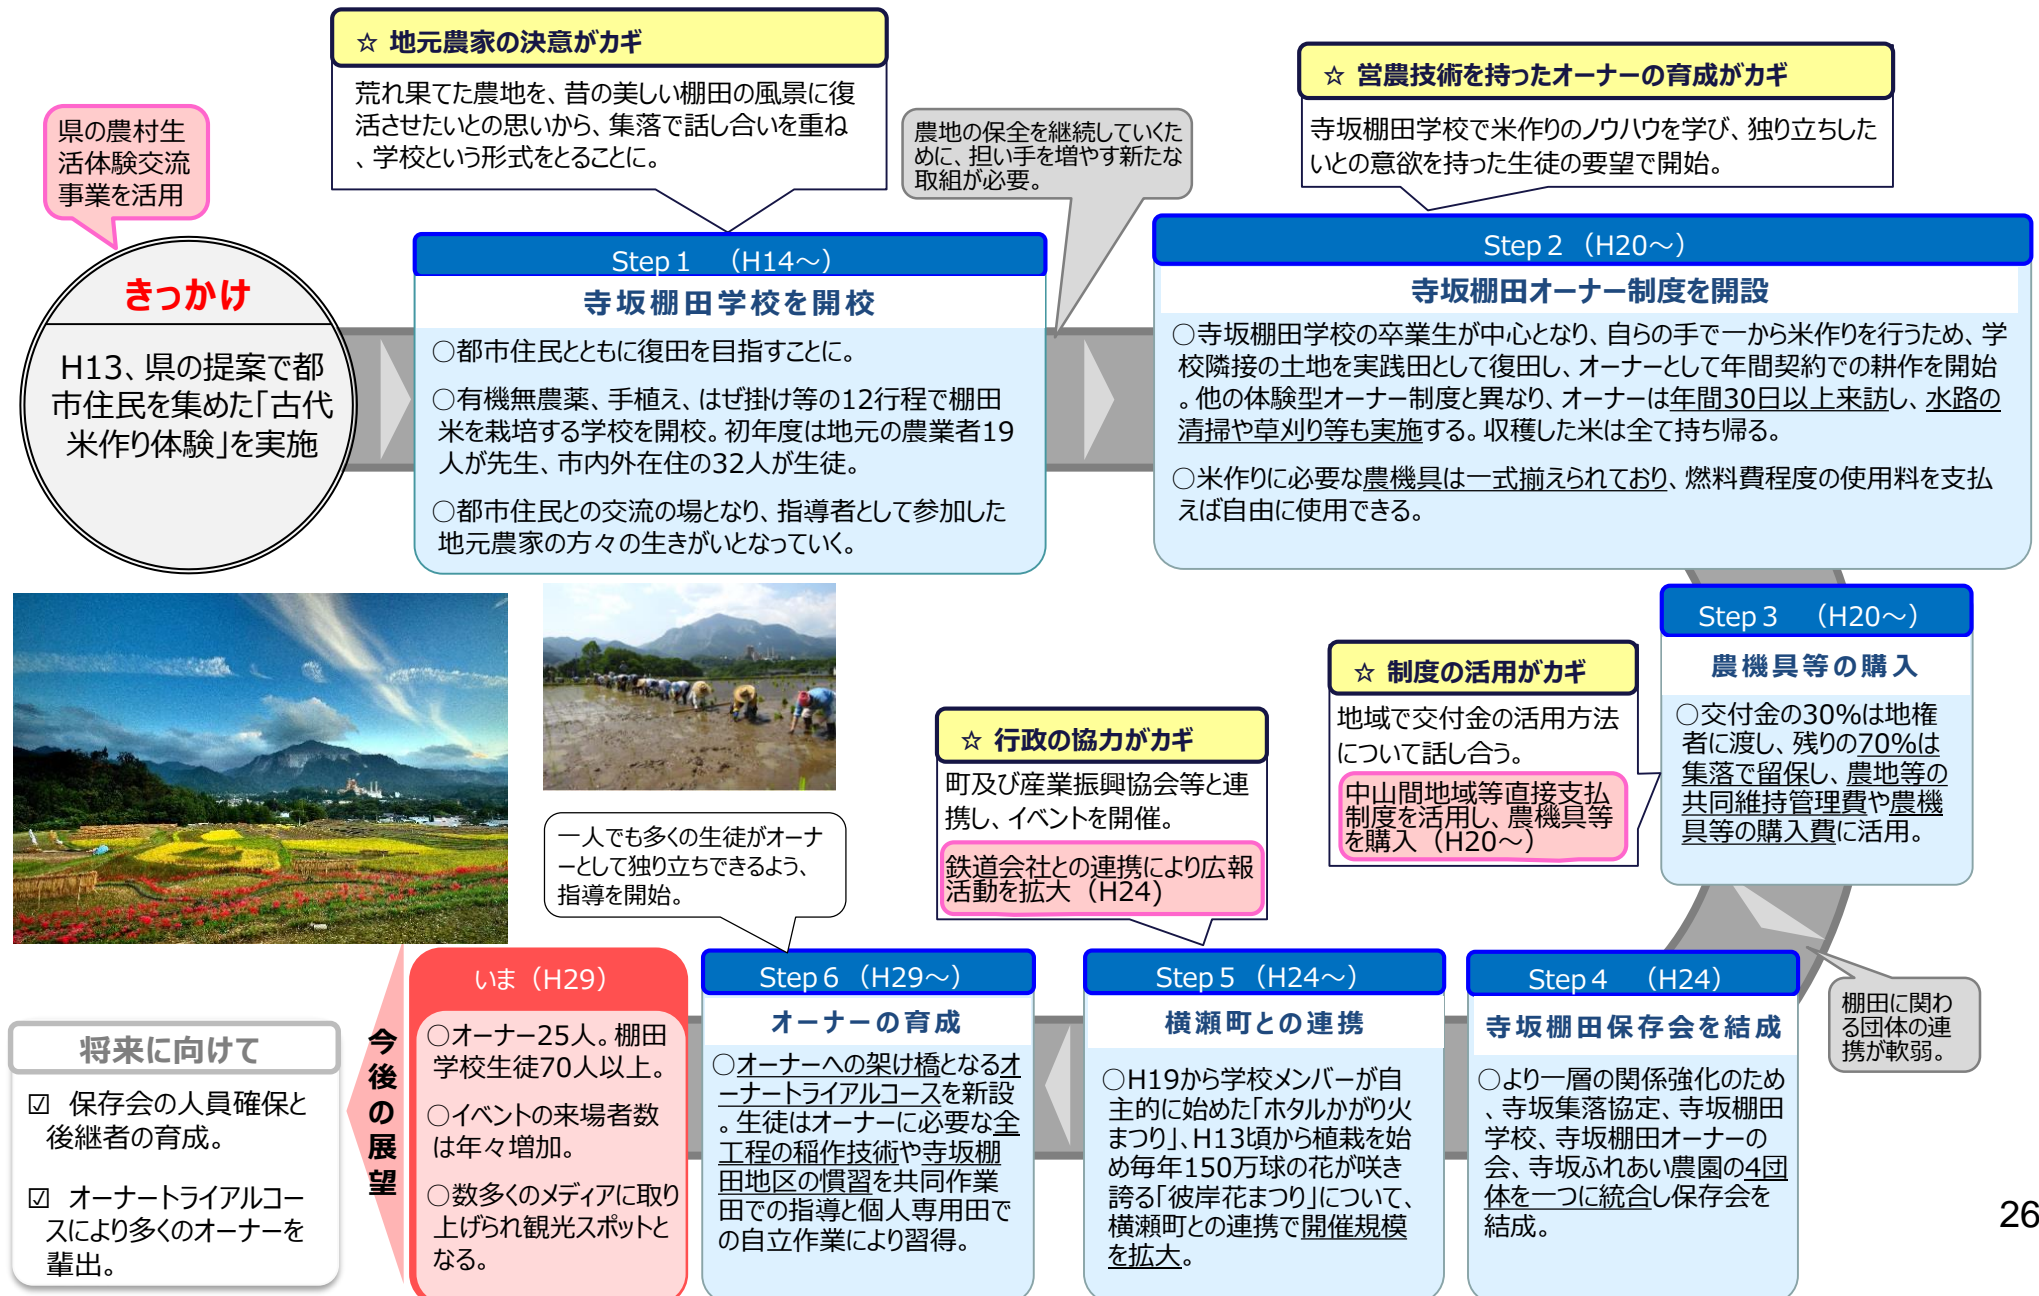 ☆ 地元農家の決意がカギ
荒れ果てた農地を、昔の美しい棚田の風景に復
活させたいとの思いから、集落で話し合いを重ね
、学校という形式をとることに。
☆ 営農技術を持ったオーナーの育成がカギ
寺坂棚田学校で米作りのノウハウを学び、独り立ちした
いとの意欲を持った生徒の要望で開始。
県の農村生
活体験交流
事業を活用
農地の保全を継続していくた
めに、担い手を増やす新たな
取組が必要。
きっかけ
H13、県の提案で都
市住民を集めた「古代
米作り体験」を実施
Step 1 （H14～）
寺坂棚田学校を開校
○都市住民とともに復田を目指すことに。
○有機無農薬、手植え、はぜ掛け等の12行程で棚田
米を栽培する学校を開校。初年度は地元の農業者19
人が先生、市内外在住の32人が生徒。
○都市住民との交流の場となり、指導者として参加した
地元農家の方々の生きがいとなっていく。
Step 2 （H20～）
寺坂棚田オーナー制度を開設
○寺坂棚田学校の卒業生が中心となり、自らの手で一から米作りを行うため、学
校隣接の土地を実践田として復田し、オーナーとして年間契約での耕作を開始
。他の体験型オーナー制度と異なり、オーナーは年間30日以上来訪し、水路の
清掃や草刈り等も実施する。収穫した米は全て持ち帰る。
○米作りに必要な農機具は一式揃えられており、燃料費程度の使用料を支払
えば自由に使用できる。
Step 3 （H20～）
農機具等の購入
○交付金の30%は地権
者に渡し、残りの70%は
集落で留保し、農地等の
共同維持管理費や農機
具等の購入費に活用。
☆ 制度の活用がカギ
地域で交付金の活用方法
について話し合う。
中山間地域等直接支払
制度を活用し、農機具等
を購入（H20～）
☆ 行政の協力がカギ
町及び産業振興協会等と連
携し、イベントを開催。
鉄道会社との連携により広報
活動を拡大（H24）
一人でも多くの生徒がオーナ
ーとして独り立ちできるよう、
指導を開始。
棚田に関わ
る団体の連
携が軟弱。
Step 4 （H24）
寺坂棚田保存会を結成
○より一層の関係強化のため
、寺坂集落協定、寺坂棚田
学校、寺坂棚田オーナーの
会、寺坂ふれあい農園の4団
体を一つに統合し保存会を
結成。
Step 5 （H24～）
横瀬町との連携
○H19から学校メンバーが自
主的に始めた「ホタルかがり火
まつり」、H13頃から植栽を始
め毎年150万球の花が咲き
誇る「彼岸花まつり」について、
横瀬町との連携で開催規模
を拡大。
Step 6 （H29～）
オーナーの育成
○オーナーへの架け橋となるオ
ーナートライアルコースを新設
。生徒はオーナーに必要な全
工程の稲作技術や寺坂棚
田地区の慣習を共同作業
田での指導と個人専用田で
の自立作業により習得。
いま（H29）
○オーナー25人。棚田
学校生徒70人以上。
○イベントの来場者数
は年々増加。
○数多くのメディアに取り
上げられ観光スポットと
なる。
今後の展望
将来に向けて
☑ 保存会の人員確保と
後継者の育成。
☑ オーナートライアルコー
スにより多くのオーナーを
輩出。
26